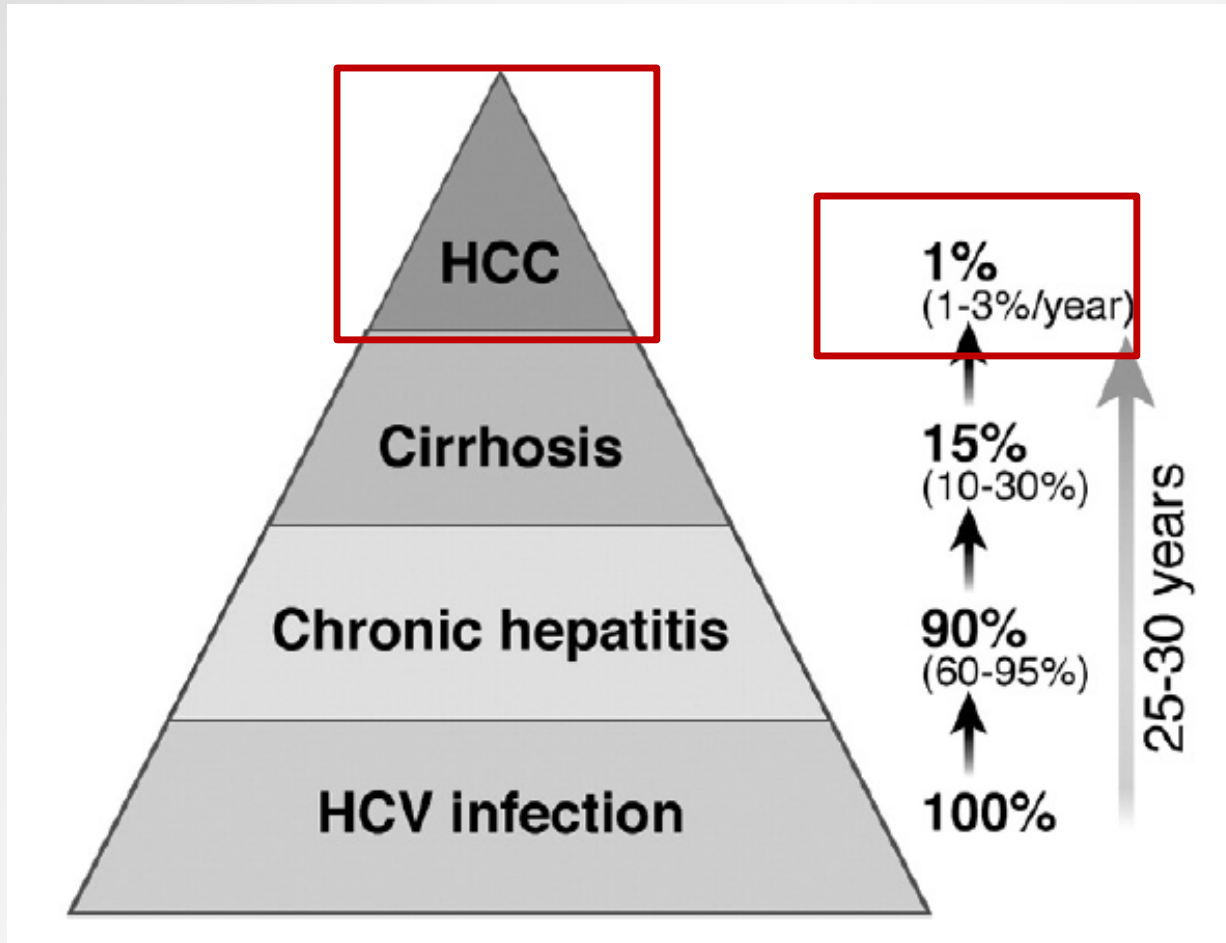 HCC
1%
(1-3%/year)
Cirrhosis
15%
(10-30%)
Chronic hepatitis
90%
(60-95%)
HCV infection
100%
25-30 years